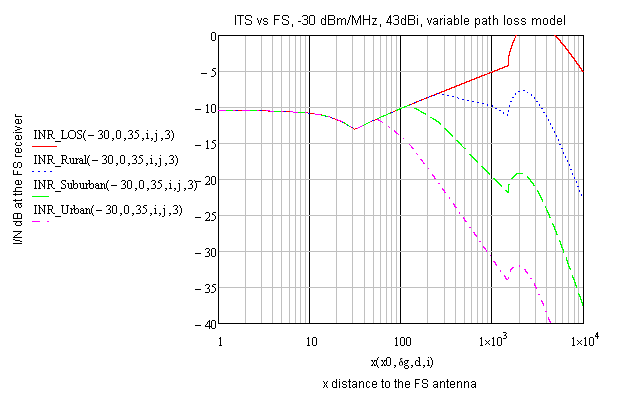 ITS vs FS, -30 dBm/MHz, 43dBi, variable path loss model
I/N dB at the FS receiver
INR_LOS(−30,0,35,i,j,3)
INR_Rural(−30,0,35,i,j,3)
INR_Suburban(−30,0,35,i,j,3)
INR_Urban(−30,0,35,i,j,3)
0
−5
−10
−15
−20
−25
−30
−35
−40
1 10 100 1×10³ 1×10⁴
x(x0,δg,d,i)
x distance to the FS antenna